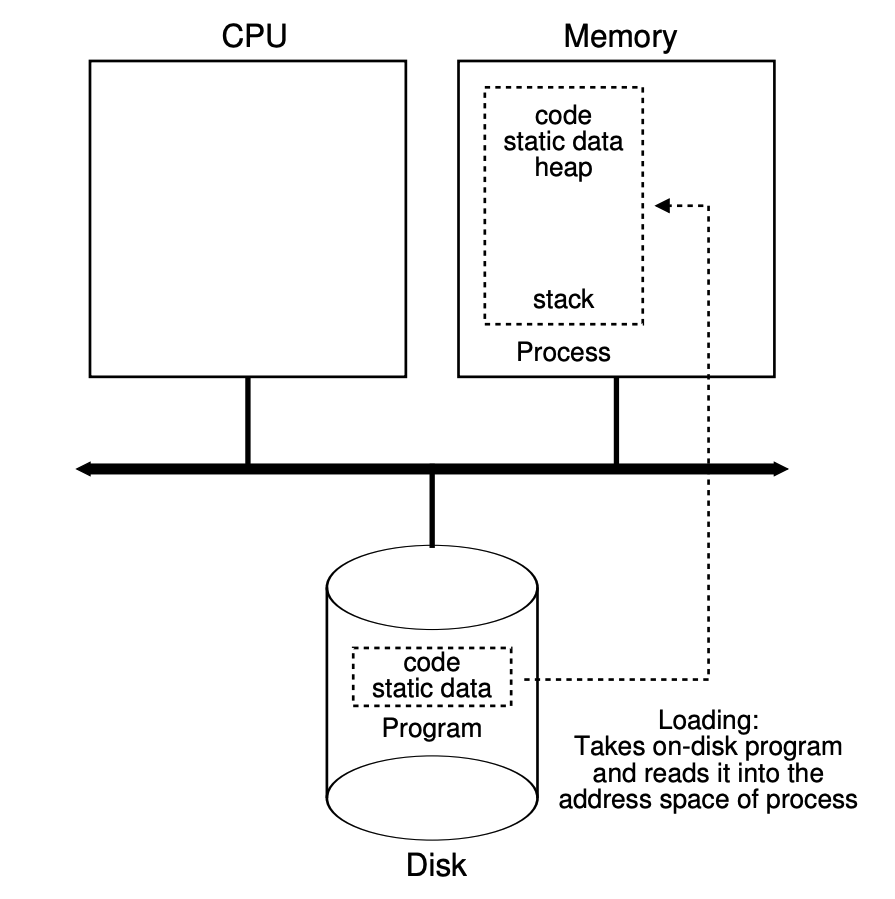 CPU
Memory
code
static data
heap
stack
Process
code
static data
Program
Loading:
Takes on-disk program
and reads it into the
address space of process
Disk